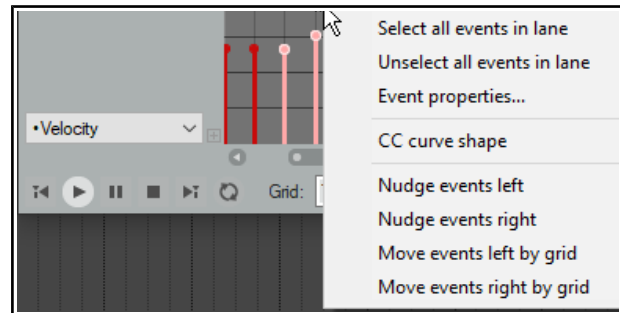 Select all events in lane
Unselect all events in lane
Event properties...
•Velocity
CC curve shape
Nudge events left
Grid:
Nudge events right
Move events left by grid
Move events right by grid